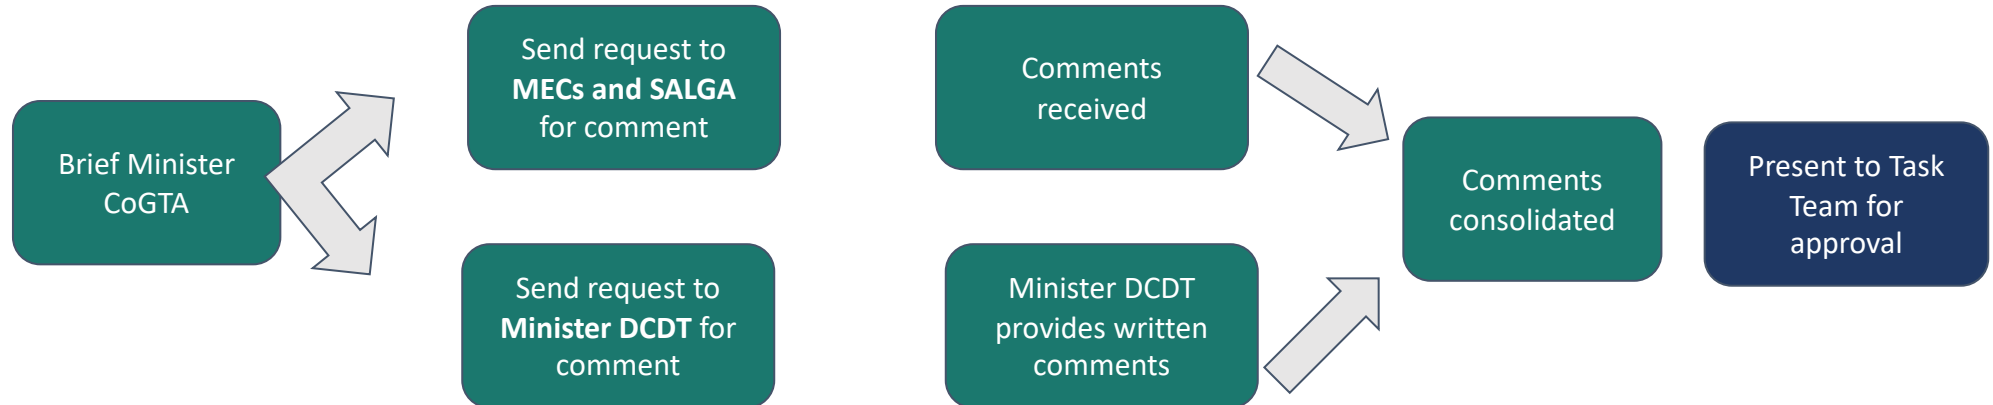 Brief Minister
CoGTA
Send request to
MECs and SALGA
for comment
Send request to
Minister DCDT for
comment
Comments
received
Minister DCDT
provides written
comments
Comments
consolidated
Present to Task
Team for
approval